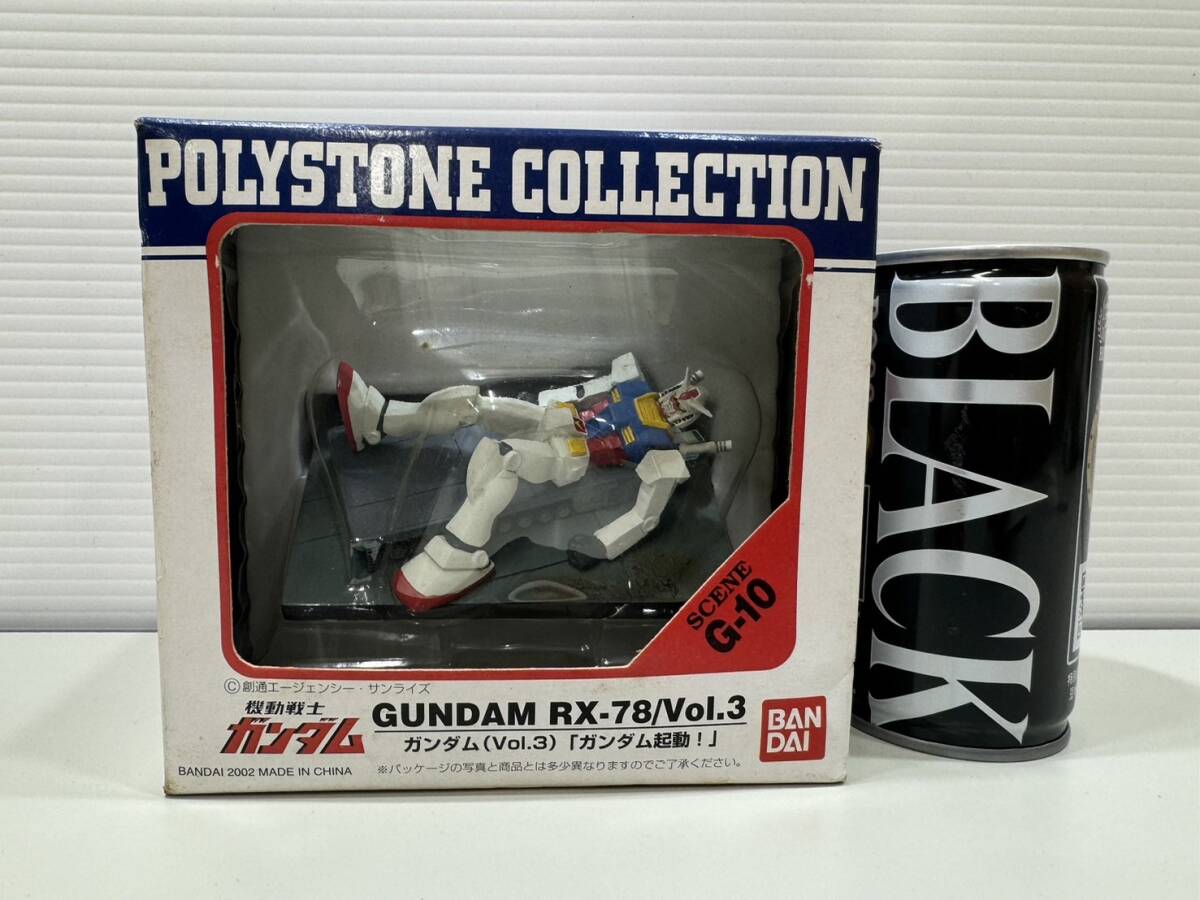 POLYSTONE COLLECTION
SCENE
G-10
Ⓒ創通エージェンシー・サンライズ
機動戦士
ガンダム
GUNDAM RX-78/Vol.3
ガンダム(Vol.3)「ガンダム起動!」
BANDAI 2002 MADE IN CHINA
※パッケージの写真と商品とは多少異なりますのでご了承ください。
BAN
DAI
BLACK